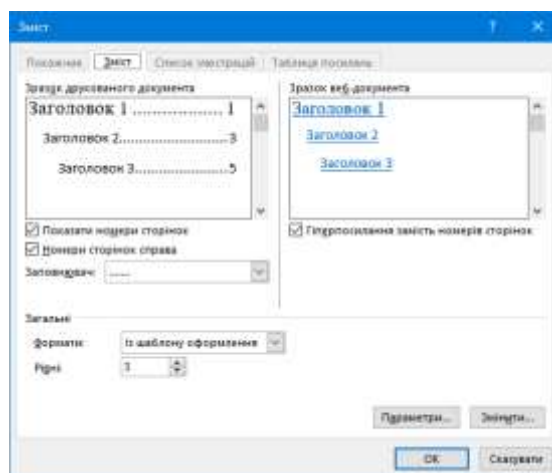 Зміст
Покажчик Зміст Список ілюстрацій Таблиця посилань
Зразок друкованого документа
Заголовок 1 ................. 1
Заголовок 2.........................3
Заголовок 3......................5
Показати номери сторінок
Номери сторінок справа
Заповнювач: .......
Зразок веб-документа
Заголовок 1
Заголовок 2
Заголовок 3
Гіперпосилання замість номерів сторінок
Загальні
Формати: Із шаблону оформлення
Рівні: 3
Параметри... Змінити...
ОК Скасувати